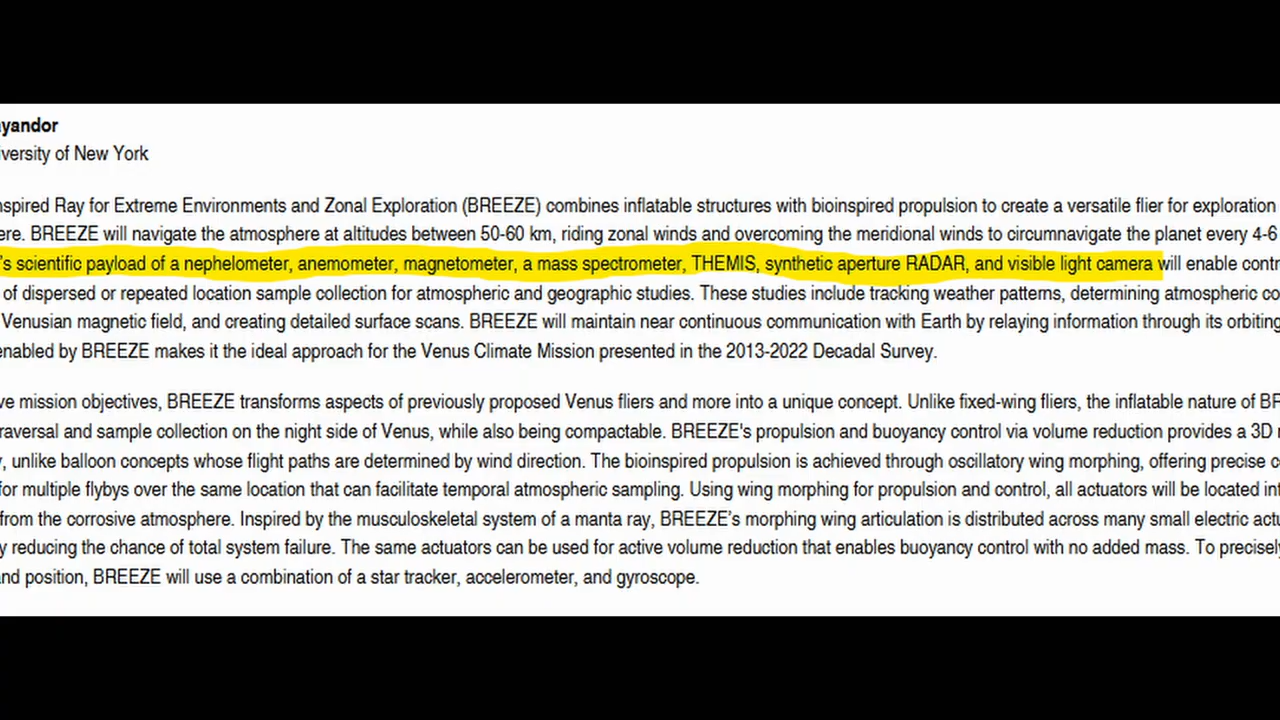 yandor
iversity of New York
nspired Ray for Extreme Environments and Zonal Exploration (BREEZE) combines inflatable structures with bioinspired propulsion to create a versatile flier for exploration
ere. BREEZE will navigate the atmosphere at altitudes between 50-60 km, riding zonal winds and overcoming the meridional winds to circumnavigate the planet every 4-6
's scientific payload of a nephelometer, anemometer, magnetometer, a mass spectrometer, THEMIS, synthetic aperture RADAR, and visible light camera will enable contr
of dispersed or repeated location sample collection for atmospheric and geographic studies. These studies include tracking weather patterns, determining atmospheric co
Venusian magnetic field, and creating detailed surface scans. BREEZE will maintain near continuous communication with Earth by relaying information through its orbiting
enabled by BREEZE makes it the ideal approach for the Venus Climate Mission presented in the 2013-2022 Decadal Survey.
ve mission objectives, BREEZE transforms aspects of previously proposed Venus fliers and more into a unique concept. Unlike fixed-wing fliers, the inflatable nature of BR
raversal and sample collection on the night side of Venus, while also being compactable. BREEZE's propulsion and buoyancy control via volume reduction provides a 3D
y, unlike balloon concepts whose flight paths are determined by wind direction. The bioinspired propulsion is achieved through oscillatory wing morphing, offering precise c
for multiple flybys over the same location that can facilitate temporal atmospheric sampling. Using wing morphing for propulsion and control, all actuators will be located int
from the corrosive atmosphere. Inspired by the musculoskeletal system of a manta ray, BREEZE's morphing wing articulation is distributed across many small electric actu
y reducing the chance of total system failure. The same actuators can be used for active volume reduction that enables buoyancy control with no added mass. To precisely
nd position, BREEZE will use a combination of a star tracker, accelerometer, and gyroscope.